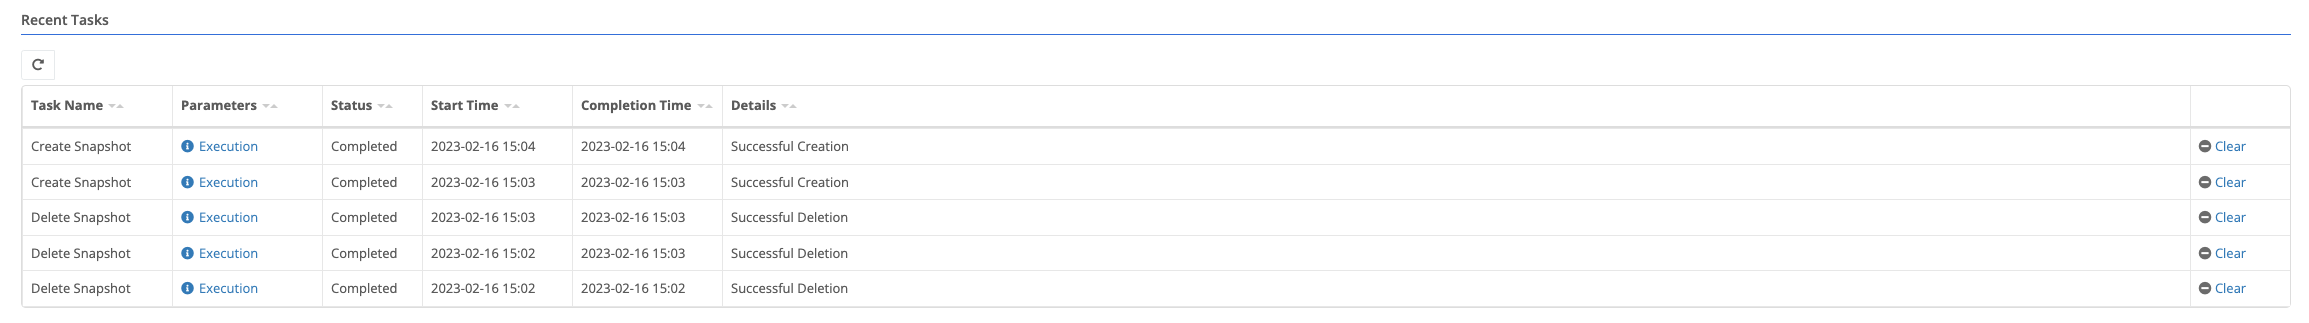 Recent Tasks
Task Name Parameters Status Start Time Completion Time Details
Create Snapshot Execution Completed 2023-02-16 15:04 2023-02-16 15:04 Successful Creation Clear
Create Snapshot Execution Completed 2023-02-16 15:03 2023-02-16 15:03 Successful Creation Clear
Delete Snapshot Execution Completed 2023-02-16 15:03 2023-02-16 15:03 Successful Deletion Clear
Delete Snapshot Execution Completed 2023-02-16 15:02 2023-02-16 15:03 Successful Deletion Clear
Delete Snapshot Execution Completed 2023-02-16 15:02 2023-02-16 15:02 Successful Deletion Clear